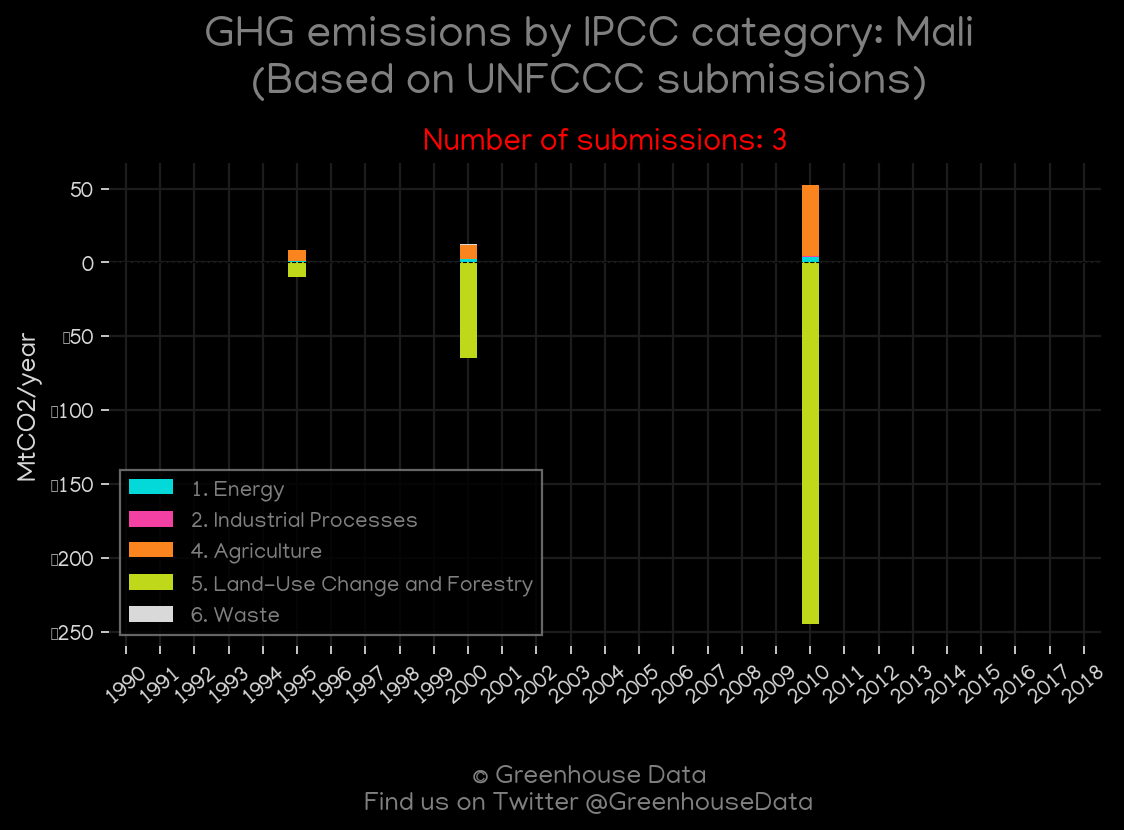 GHG emissions by IPCC category: Mali
(Based on UNFCCC submissions)
Number of submissions: 3
MtCO2/year
50
0
▯50
▯100
▯150
▯200
▯250
1. Energy
2. Industrial Processes
4. Agriculture
5. Land-Use Change and Forestry
6. Waste
1990 1991 1992 1993 1994 1995 1996 1997 1998 1999 2000 2001 2002 2003 2004 2005 2006 2007 2008 2009 2010 2011 2012 2013 2014 2015 2016 2017 2018
© Greenhouse Data
Find us on Twitter @GreenhouseData